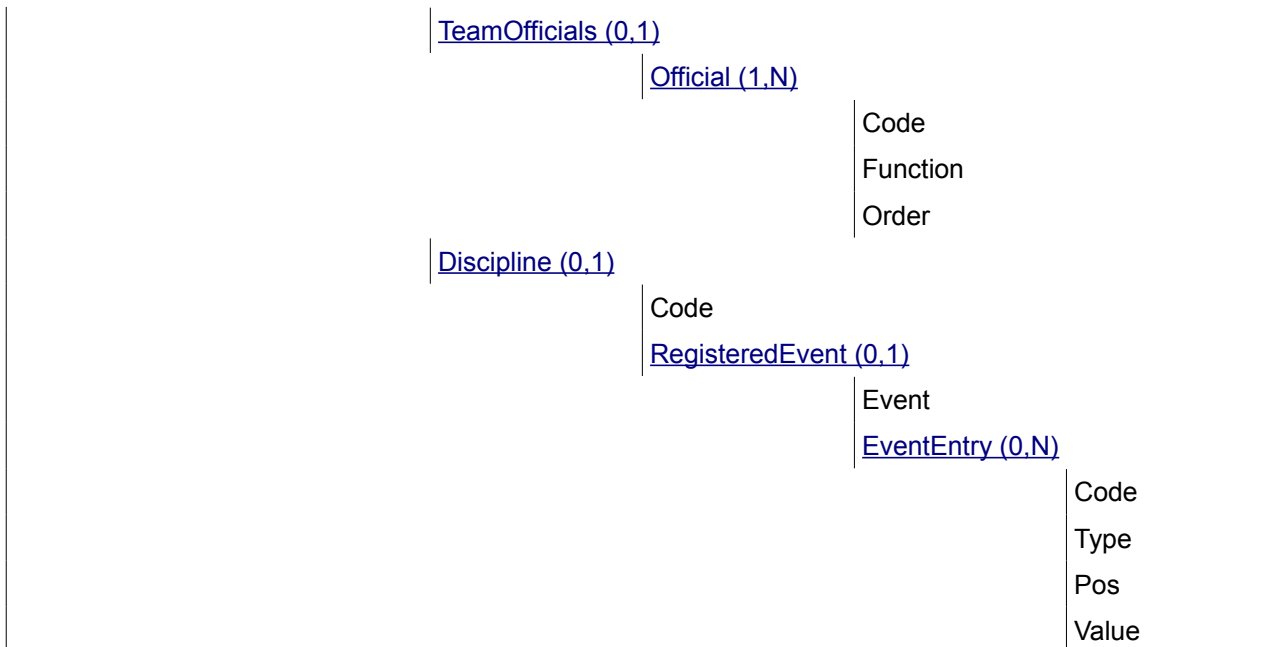 TeamOfficials (0,1)
Official (1,N)
Code
Function
Order
Discipline (0,1)
Code
RegisteredEvent (0,1)
Event
EventEntry (0,N)
Code
Type
Pos
Value